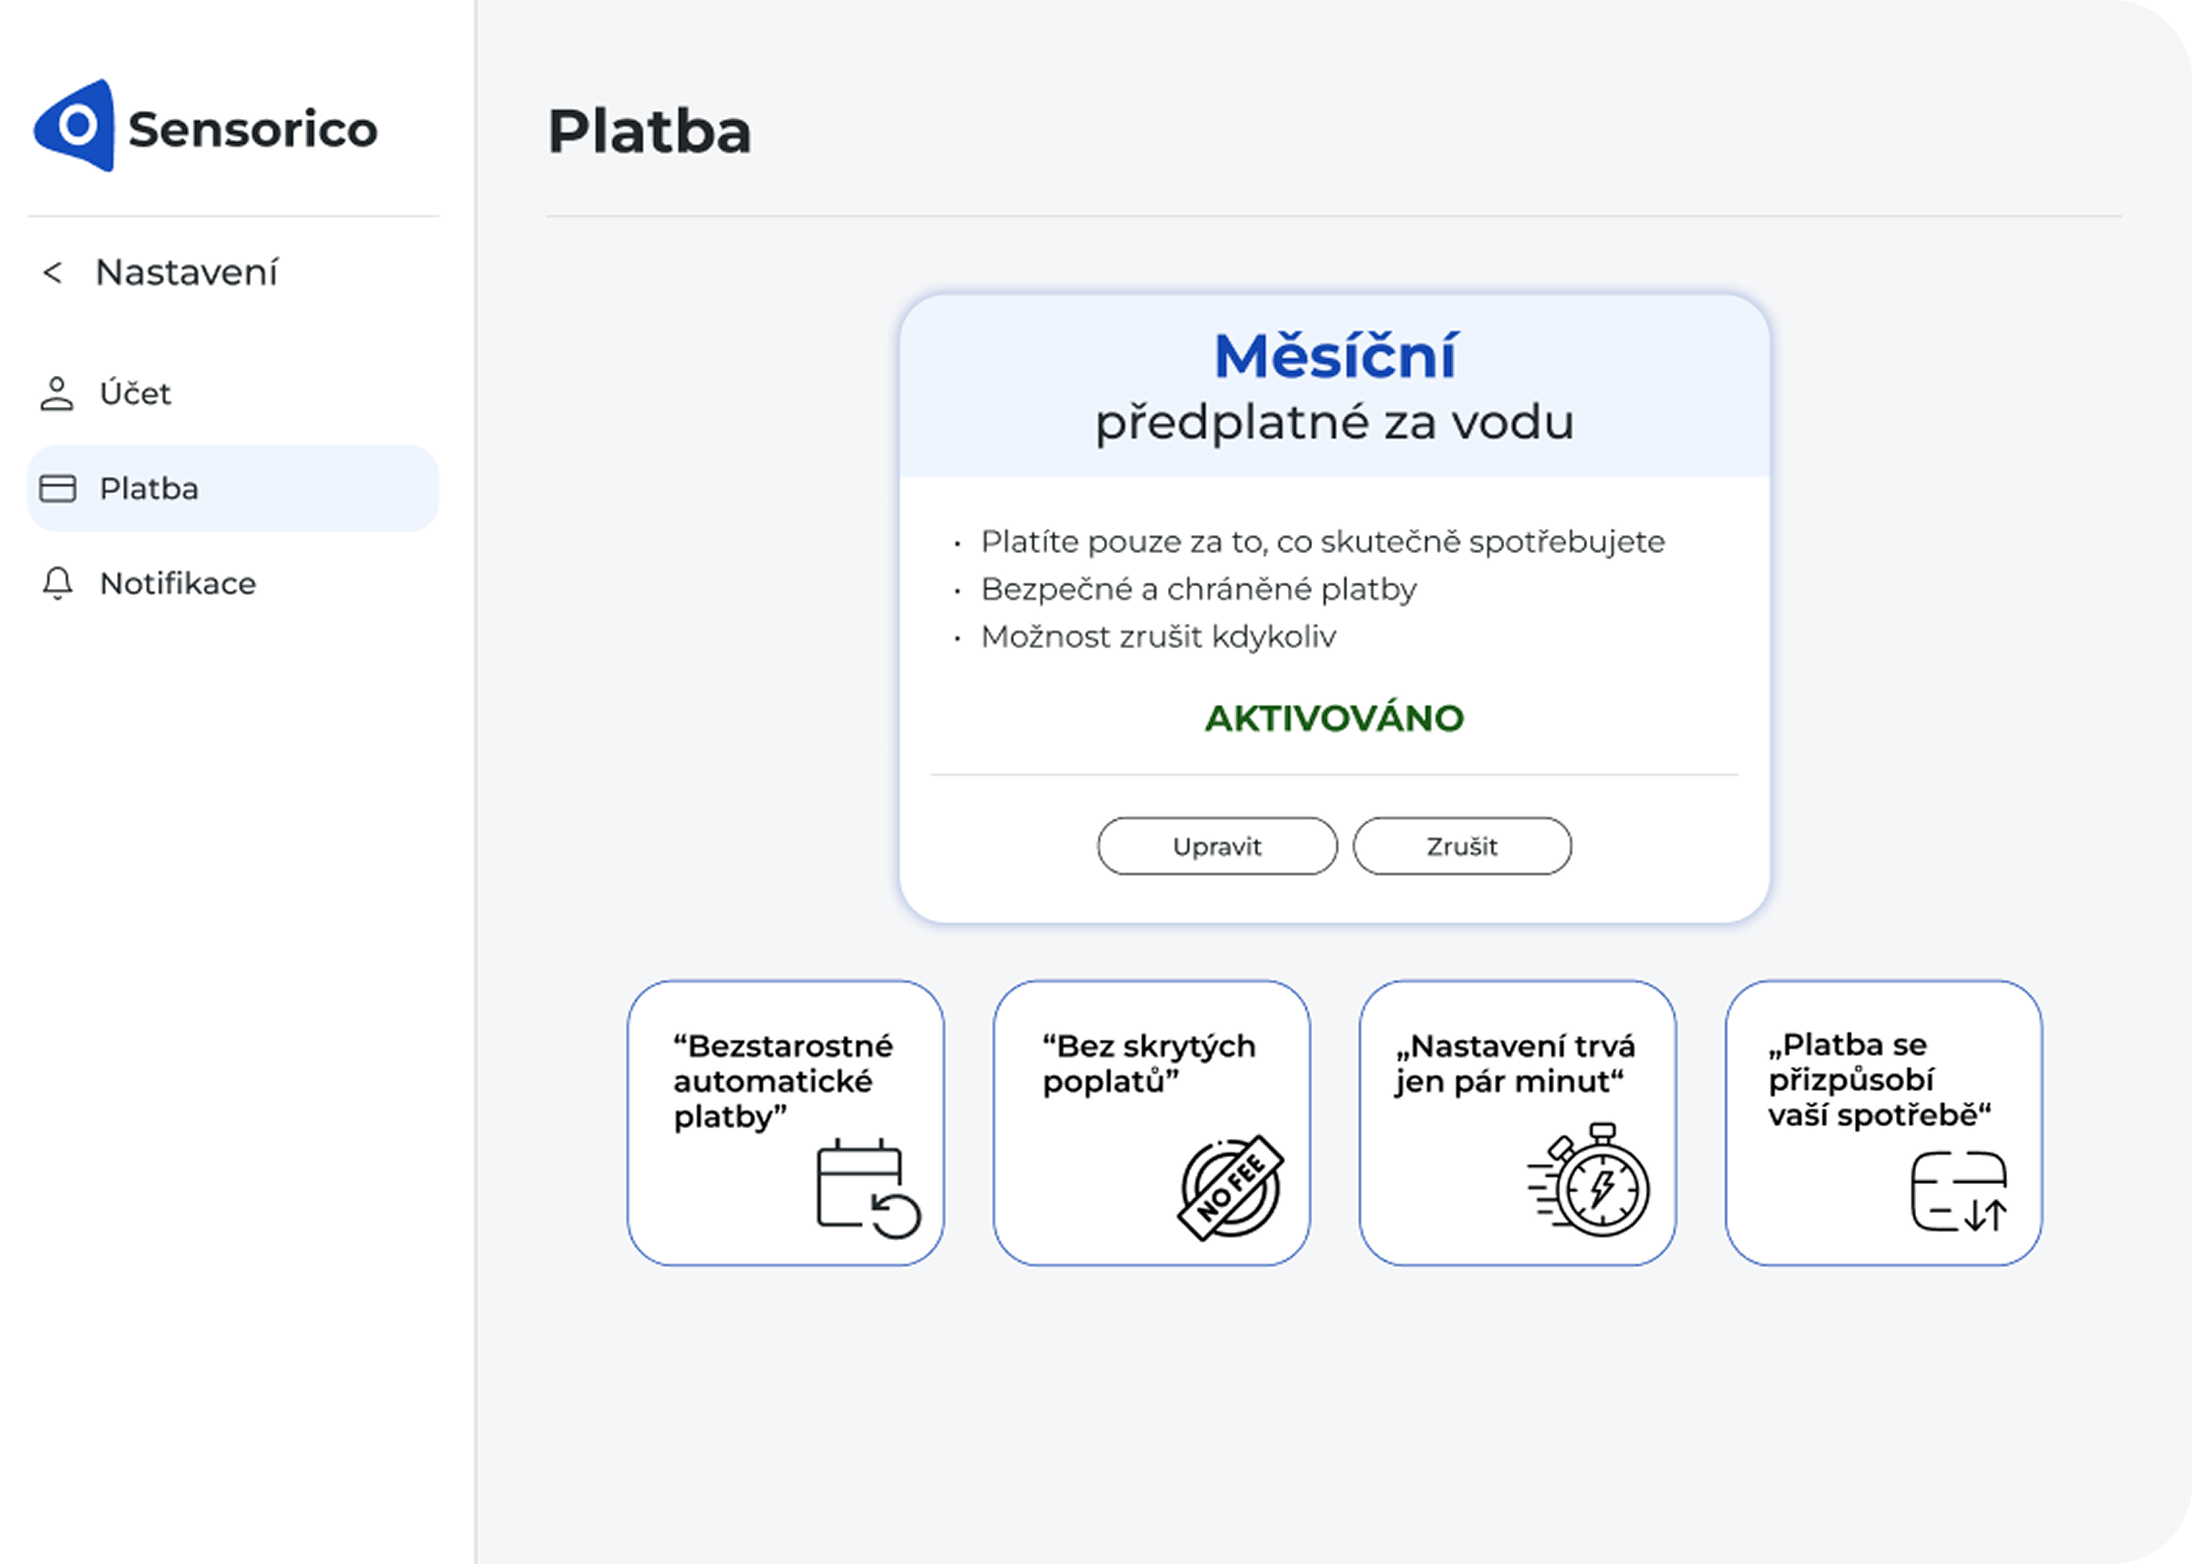 Sensorico
< Nastavení
Účet
Platba
Notifikace
Platba
Měsíční
předplatné za vodu
• Platíte pouze za to, co skutečně spotřebujete
• Bezpečné a chráněné platby
• Možnost zrušit kdykoliv
AKTIVOVÁNO
Upravit
Zrušit
“Bezstarostné
automatické
platby”
“Bez skrytých
poplatů”
NO FEE
„Nastavení trvá
jen pár minut“
„Platba se
přizpůsobí
vaší spotřebě“